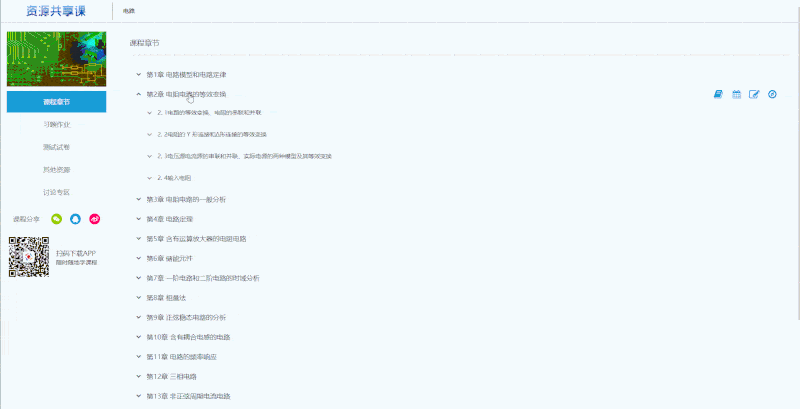 资源共享课
电路
课程章节
课程章节
习题作业
测试试卷
其他资源
讨论专区
课程分享
扫码下载APP
随时随地学课程
第1章 电路模型和电路定律
第2章 电阻电路的等效变换
2. 1电路的等效变换、电阻的串联和并联
2. 2电阻的 Y 形连接和△形连接的等效变换
2. 3电压源电流源的串联和并联、实际电源的两种模型及其等效变换
2. 4输入电阻
第3章 电阻电路的一般分析
第4章 电路定理
第5章 含有运算放大器的电阻电路
第6章 储能元件
第7章 一阶电路和二阶电路的时域分析
第8章 相量法
第9章 正弦稳态电路的分析
第10章 含有耦合电感的电路
第11章 电路的频率响应
第12章 三相电路
第13章 非正弦周期电流电路